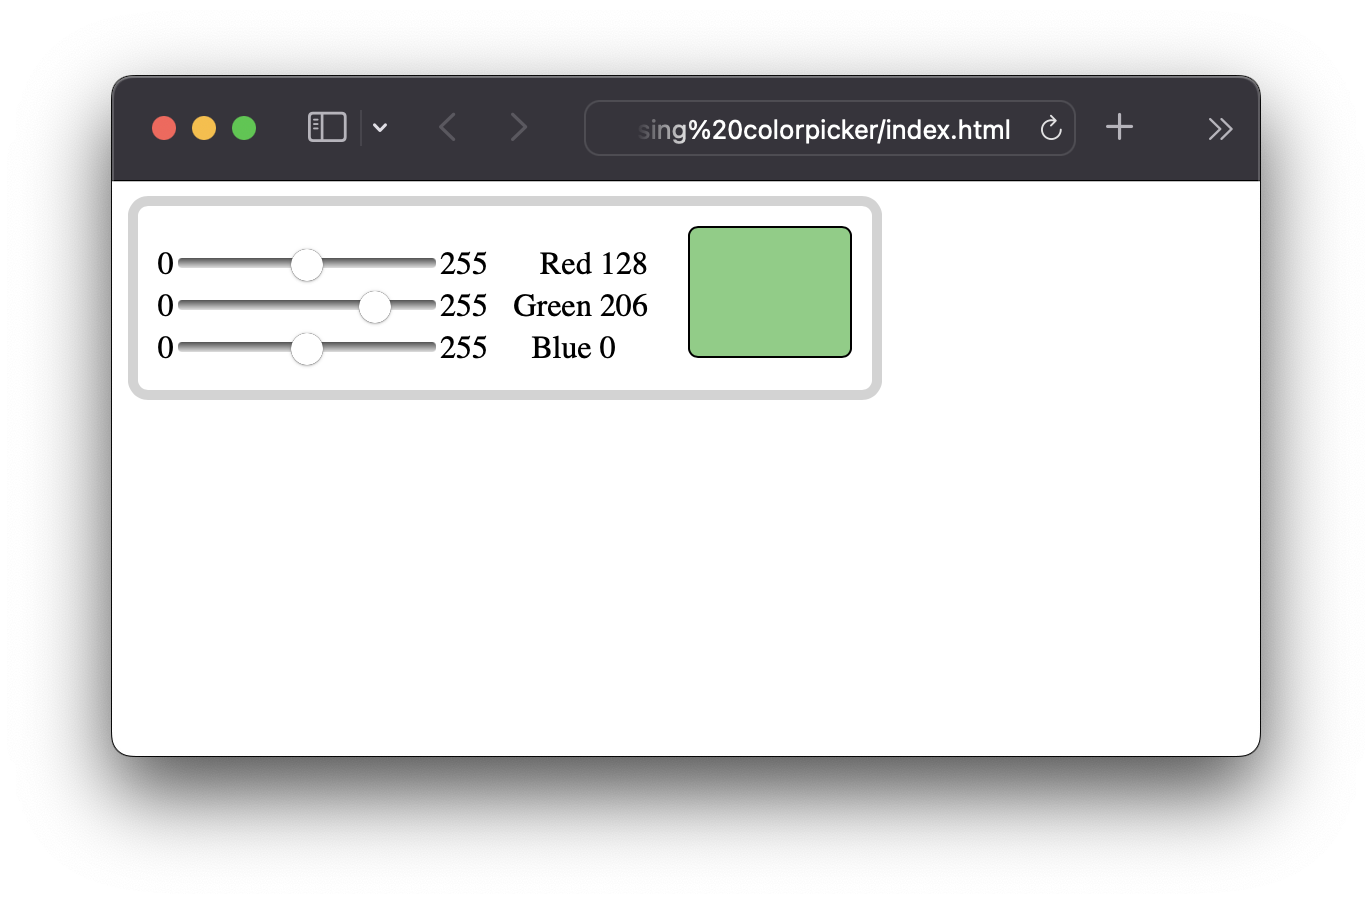 sing%20colorpicker/index.html
0 255 Red 128
0 255 Green 206
0 255 Blue 0